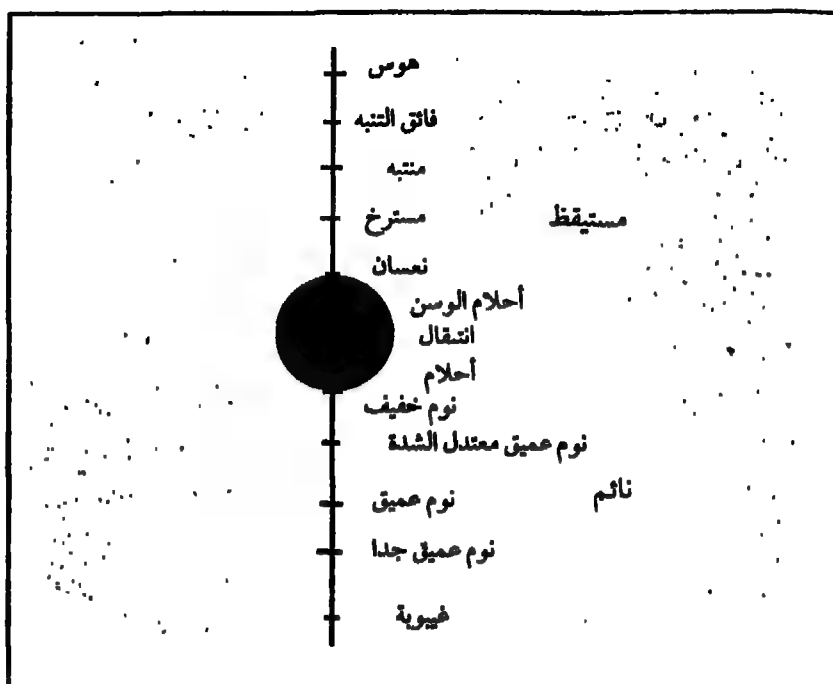 هوس
فائق التنبه
منتبه
مسترخ
مستيقظ
نعسان
أحلام الوسن
انتقال
أحلام
نوم خفيف
نوم عميق معتدل الشدة
نائم
نوم عميق
نوم عميق جدا
غيبوبة